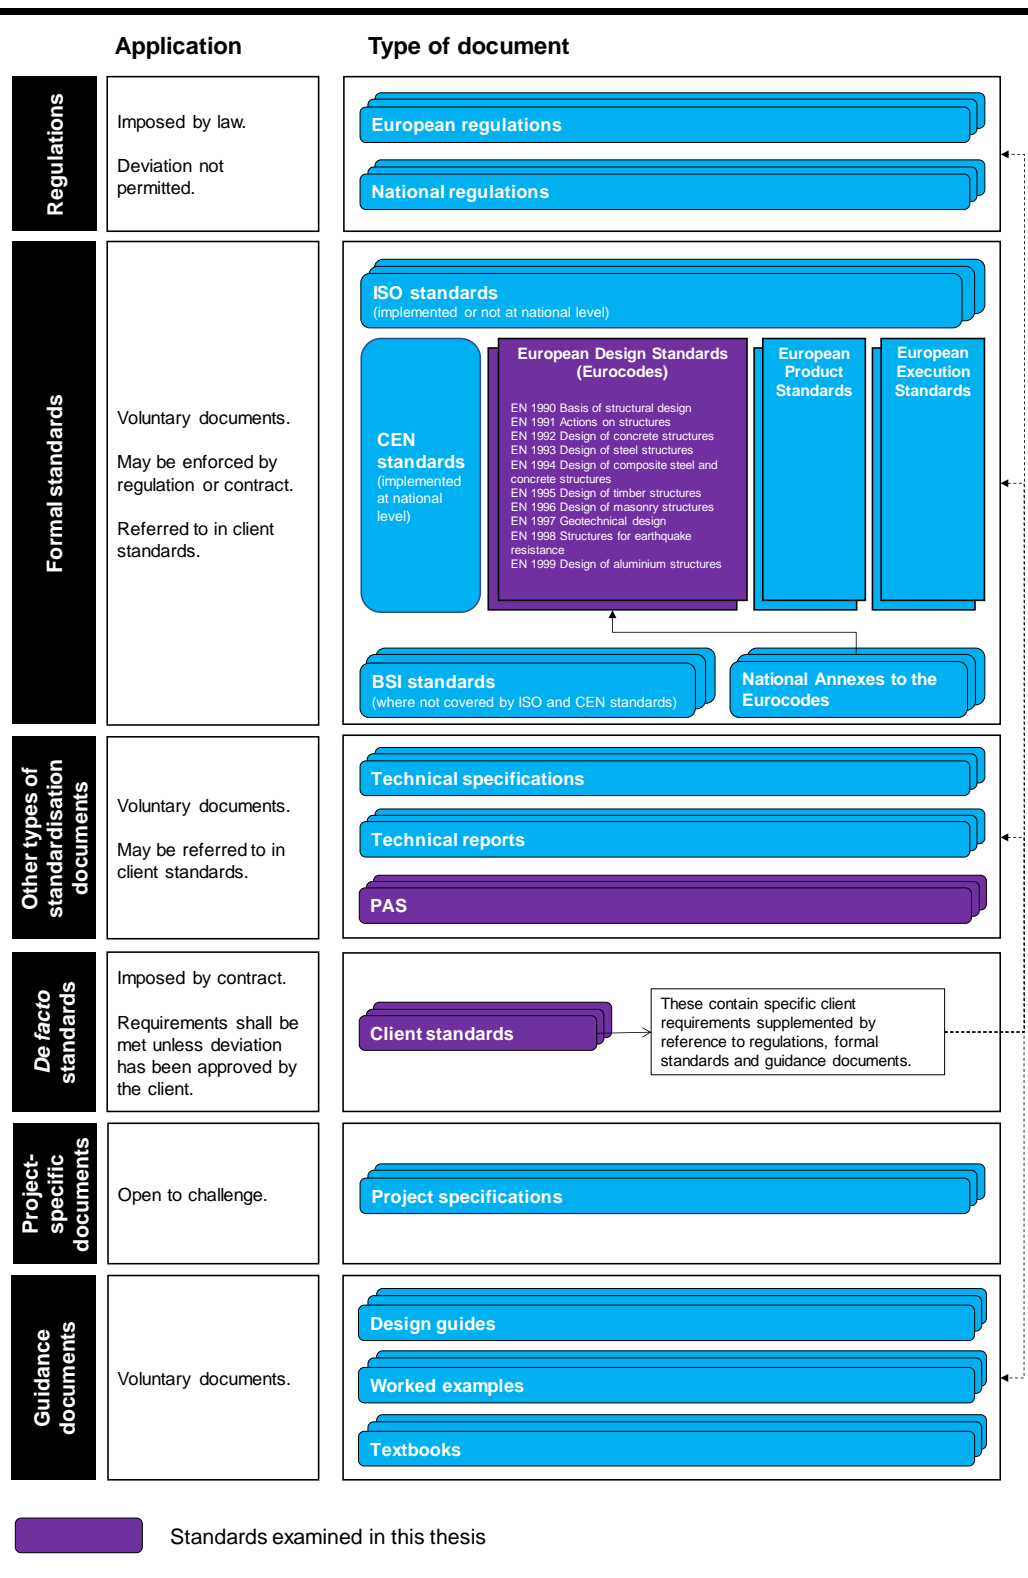 Application
Type of document
Regulations
Imposed by law.
Deviation not
permitted.
European regulations
National regulations
Formal standards
Voluntary documents.
May be enforced by
regulation or contract.
Referred to in client
standards.
ISO standards
(implemented or not at national level)
CEN
standards
(implemented
at national
level)
European Design Standards
(Eurocodes)
EN 1990 Basis of structural design
EN 1991 Actions on structures
EN 1992 Design of concrete structures
EN 1993 Design of steel structures
EN 1994 Design of composite steel and
concrete structures
EN 1995 Design of timber structures
EN 1996 Design of masonry structures
EN 1997 Geotechnical design
EN 1998 Structures for earthquake
resistance
EN 1999 Design of aluminium structures
European
Product
Standards
European
Execution
Standards
BSI standards
(where not covered by ISO and CEN standards)
National Annexes to the
Eurocodes
Other types of
standardisation
documents
Voluntary documents.
May be referred to in
client standards.
Technical specifications
Technical reports
PAS
De facto
standards
Imposed by contract.
Requirements shall be
met unless deviation
has been approved by
the client.
Client standards
These contain specific client
requirements supplemented by
reference to regulations, formal
standards and guidance documents.
Project-
specific
documents
Open to challenge.
Project specifications
Guidance
documents
Voluntary documents.
Design guides
Worked examples
Textbooks
Standards examined in this thesis